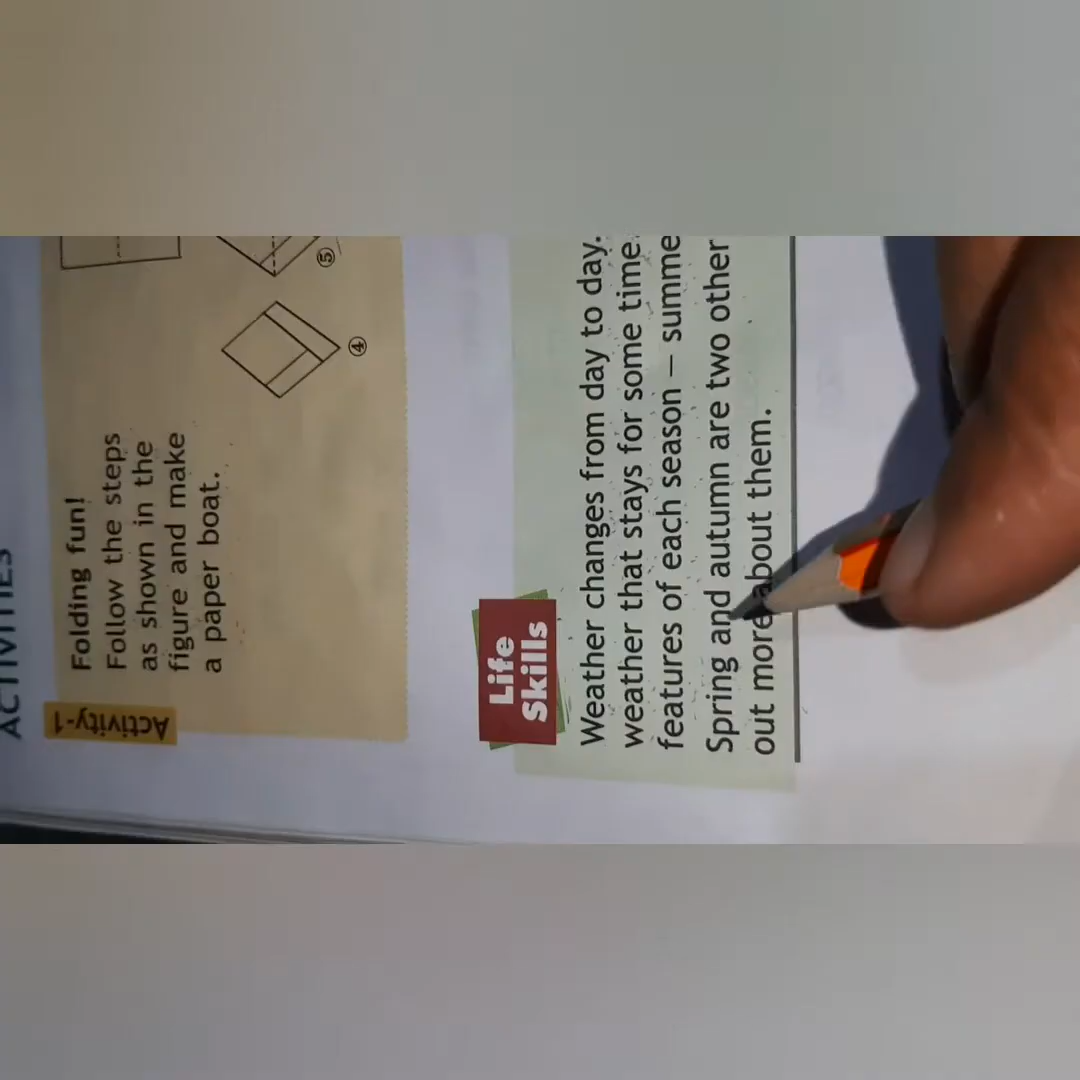 ACTIVITIES
Activity-1
Folding fun!
Follow the steps
as shown in the
figure and make
a paper boat.
④
⑤
Life
Skills
Weather changes from day to day.
weather that stays for some time.
features of each season – summe
Spring and autumn are two other
out more about them.